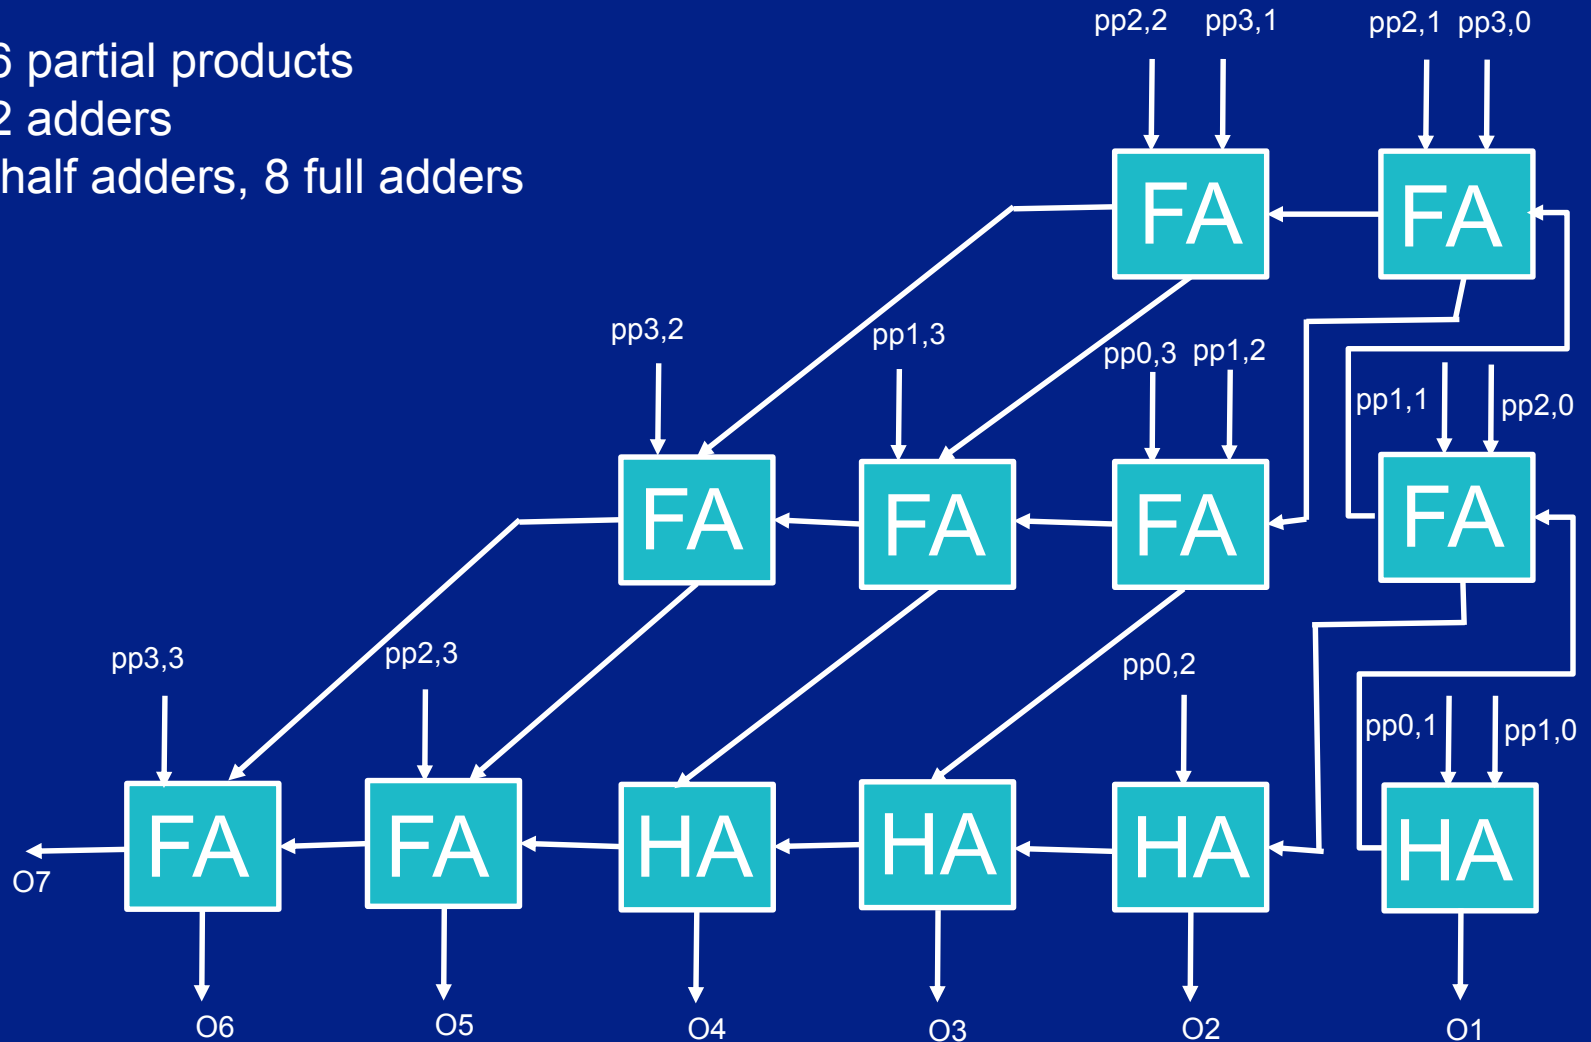 6 partial products
2 adders
half adders, 8 full adders
pp2,2 pp3,1 pp2,1 pp3,0
FA FA
pp3,2 pp1,3 pp0,3 pp1,2 pp1,1 pp2,0
FA FA FA FA
pp3,3 pp2,3 pp0,2 pp0,1 pp1,0
FA FA HA HA HA HA
O7
O6 O5 O4 O3 O2 O1